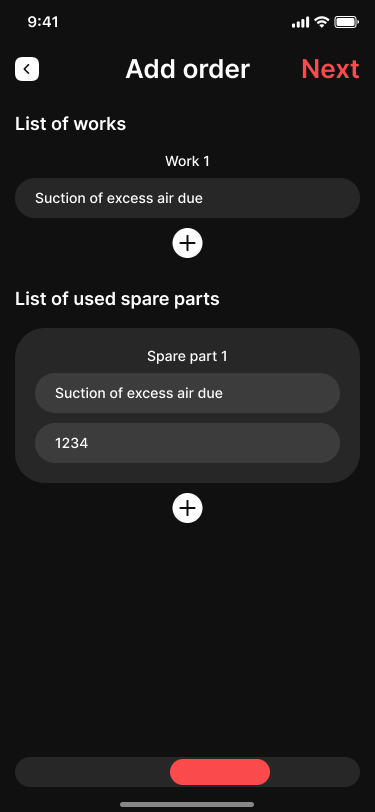 9:41
Add order
Next
List of works
Work 1
Suction of excess air due
List of used spare parts
Spare part 1
Suction of excess air due
1234